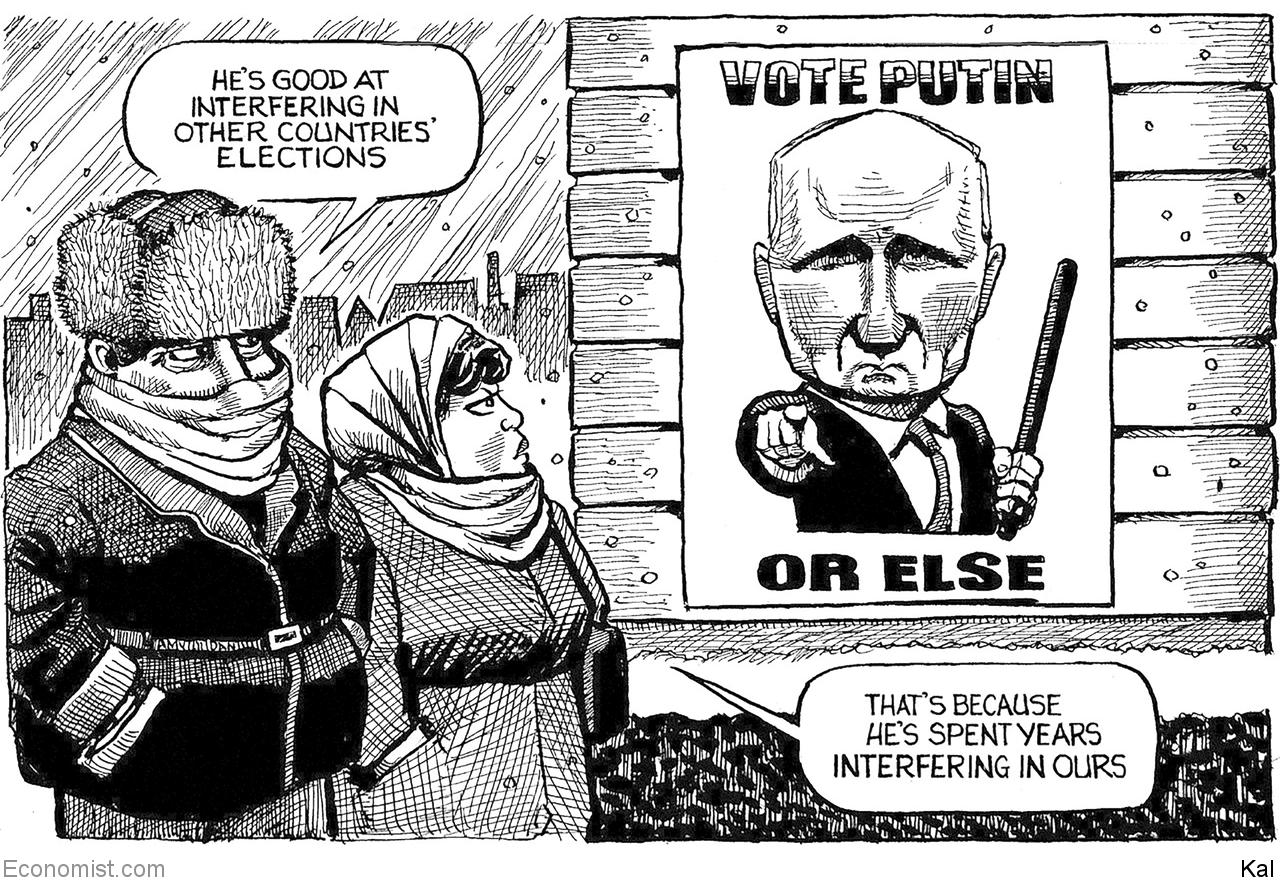 HE'S GOOD AT
INTERFERING IN
OTHER COUNTRIES'
ELECTIONS
VOTE PUTIN
OR ELSE
THAT'S BECAUSE
HE'S SPENT YEARS
INTERFERING IN OURS
Economist.com
Kal